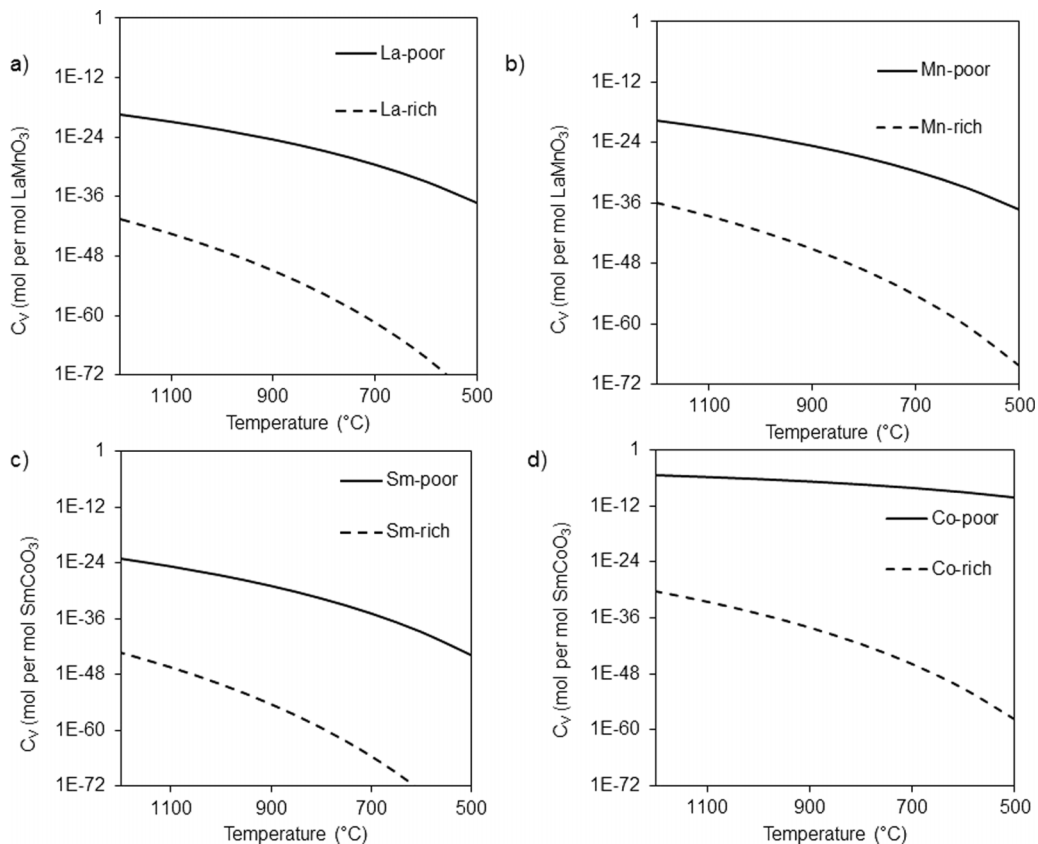 a)
1
1E-12
1E-24
1E-36
1E-48
1E-60
1E-72
La-poor
La-rich
C_V (mol per mol LaMnO₃)
1100 900 700 500
Temperature (°C)
b)
1
1E-12
1E-24
1E-36
1E-48
1E-60
1E-72
Mn-poor
Mn-rich
C_V (mol per mol LaMnO₃)
1100 900 700 500
Temperature (°C)
c)
1
1E-12
1E-24
1E-36
1E-48
1E-60
1E-72
Sm-poor
Sm-rich
C_V (mol per mol SmCoO₃)
1100 900 700 500
Temperature (°C)
d)
1
1E-12
1E-24
1E-36
1E-48
1E-60
1E-72
Co-poor
Co-rich
C_V (mol per mol SmCoO₃)
1100 900 700 500
Temperature (°C)